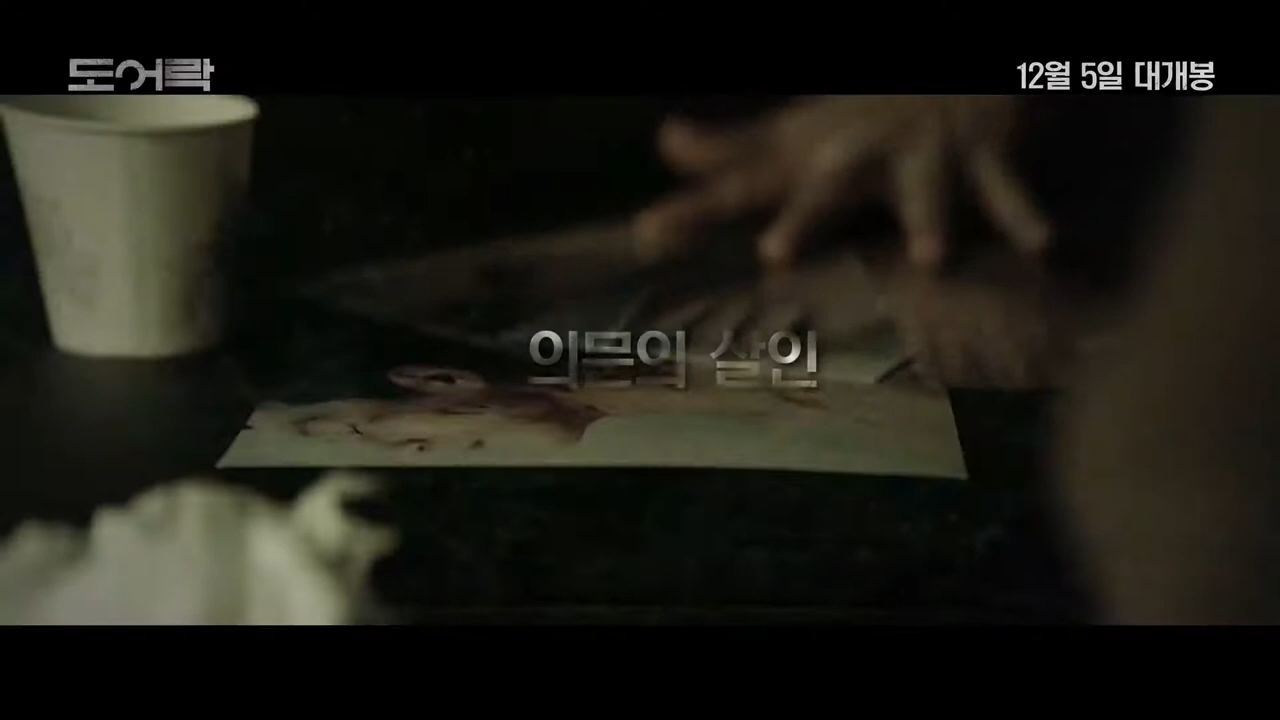 도어락
12월 5일 대개봉
의문의 살인